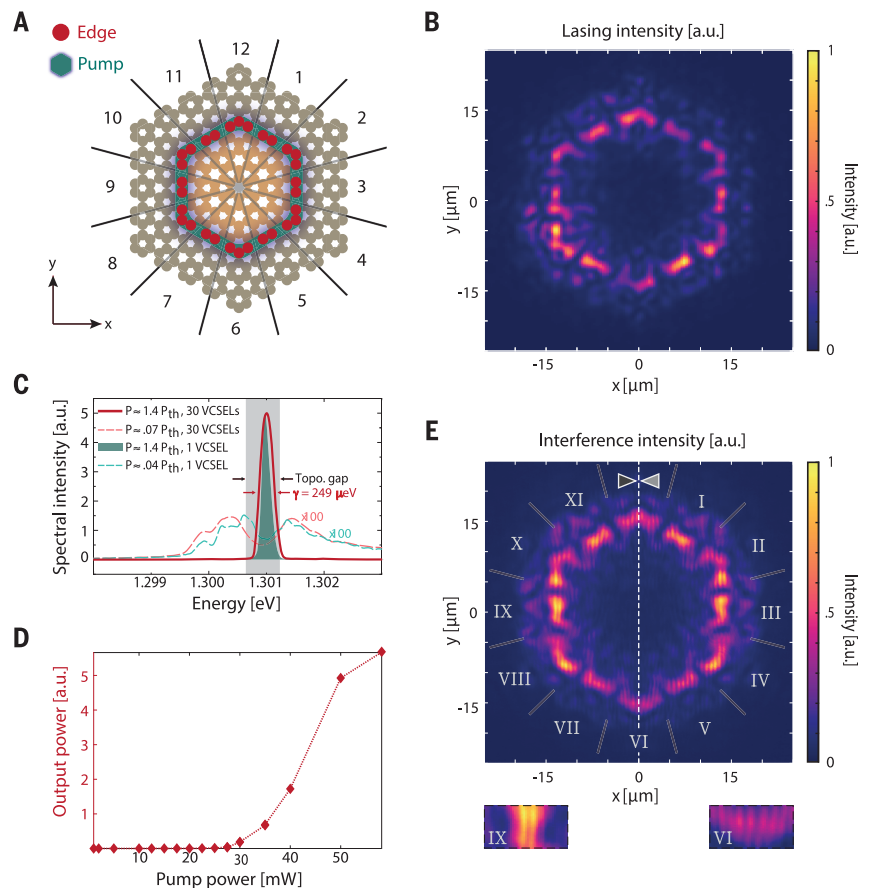 A
Edge
Pump
12
11
1
10
2
9
3
8
4
7
5
6
y
x
B
Lasing intensity [a.u.]
15
0
-15
y [μm]
-15
0
15
x [μm]
1
.5
0
Intensity [a.u.]
C
P≈ 1.4 Pth, 30 VCSELs
P≈ .07 Pth, 30 VCSELs
P≈ 1.4 Pth, 1 VCSEL
P≈ .04 Pth, 1 VCSEL
Topo. gap
γ = 249 μeV
x100
x100
5
4
3
2
1
0
Spectral intensity [a.u.]
1.299
1.300
1.301
1.302
Energy [eV]
D
5
4
3
2
1
Output power [a.u.]
10
20
30
40
50
Pump power [mW]
E
Interference intensity [a.u.]
XI
I
X
II
IX
III
VIII
IV
VII
V
VI
15
0
-15
y [μm]
-15
0
15
x [μm]
1
.5
0
Intensity [a.u.]
IX
VI